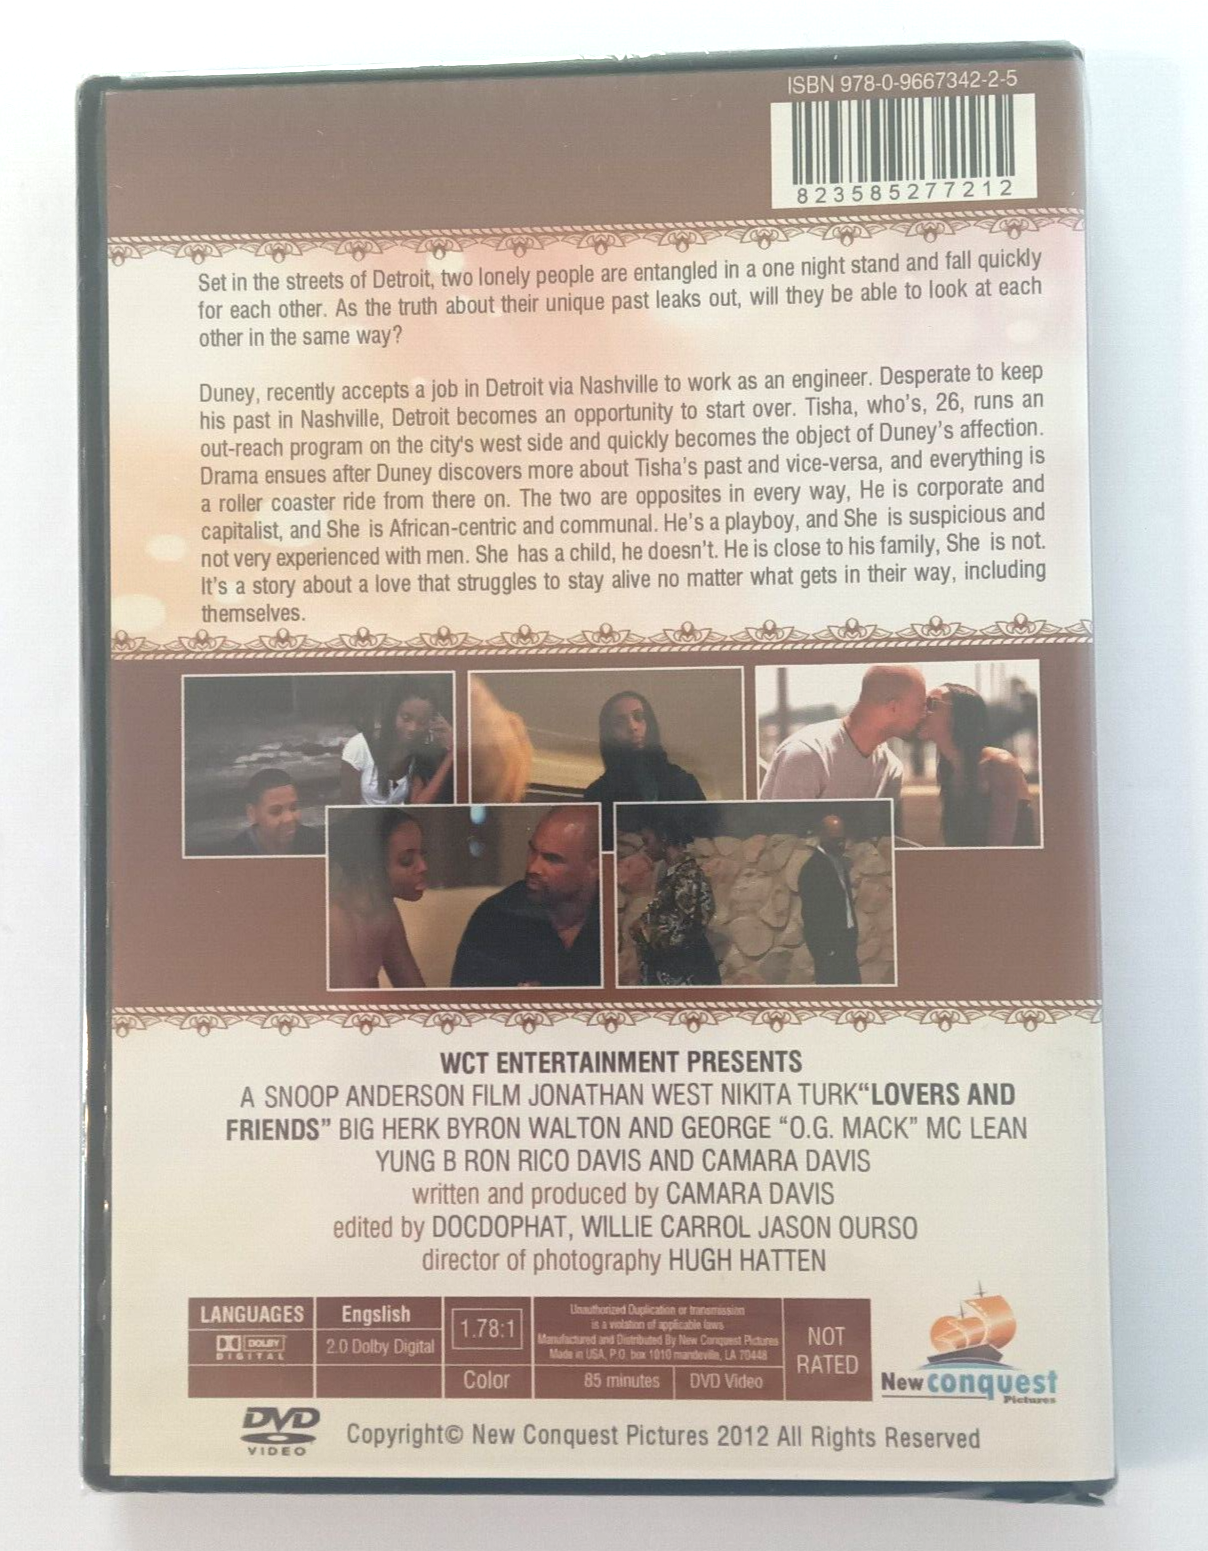 ISBN 978-0-9667342-2-5
823585277212
Set in the streets of Detroit, two lonely people are entangled in a one night stand and fall quickly
for each other. As the truth about their unique past leaks out, will they be able to look at each
other in the same way?
Duney, recently accepts a job in Detroit via Nashville to work as an engineer. Desperate to keep
his past in Nashville, Detroit becomes an opportunity to start over. Tisha, who's, 26, runs an
out-reach program on the city's west side and quickly becomes the object of Duney's affection.
Drama ensues after Duney discovers more about Tisha's past and vice-versa, and everything is
a roller coaster ride from there on. The two are opposites in every way, He is corporate and
capitalist, and She is African-centric and communal. He's a playboy, and She is suspicious and
not very experienced with men. She has a child, he doesn't. He is close to his family, She is not.
It's a story about a love that struggles to stay alive no matter what gets in their way, including
themselves.
WCT ENTERTAINMENT PRESENTS
A SNOOP ANDERSON FILM JONATHAN WEST NIKITA TURK“LOVERS AND
FRIENDS” BIG HERK BYRON WALTON AND GEORGE “O.G. MACK” MC LEAN
YUNG B RON RICO DAVIS AND CAMARA DAVIS
written and produced by CAMARA DAVIS
edited by DOCDOPHAT, WILLIE CARROL JASON OURSO
director of photography HUGH HATTEN
LANGUAGES
Engslish
DOLBY
DIGITAL
2.0 Dolby Digital
1.78:1
Color
Unauthorized Duplication or transmission
is a violation of applicable laws
Manufactured and Distributed By New Conquest Pictures
Made in USA, P.O. box 1010 mandeville, LA 70448
85 minutes
DVD Video
NOT
RATED
New conquest
Pictures
DVD
VIDEO
Copyright© New Conquest Pictures 2012 All Rights Reserved